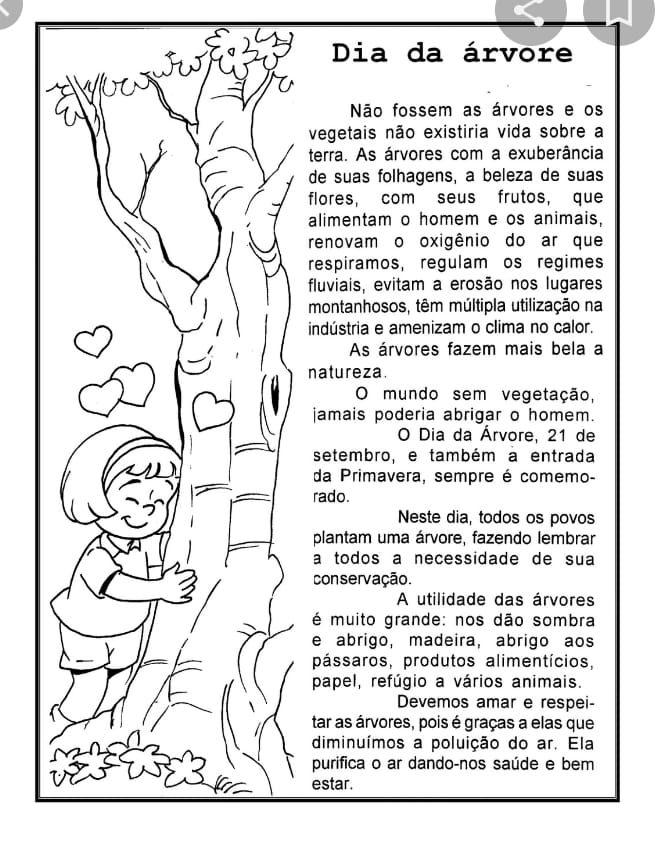 Dia da árvore
Não fossem as árvores e os
vegetais não existiria vida sobre a
terra. As árvores com a exuberância
de suas folhagens, a beleza de suas
flores, com seus frutos, que
alimentam o homem e os animais,
renovam o oxigênio do ar que
respiramos, regulam os regimes
fluviais, evitam a erosão nos lugares
montanhosos, têm múltipla utilização na
indústria e amenizam o clima no calor.
As árvores fazem mais bela a
natureza.
O mundo sem vegetação,
jamais poderia abrigar o homem.
O Dia da Árvore, 21 de
setembro, e também a entrada
da Primavera, sempre é comemo-
rado.
Neste dia, todos os povos
plantam uma árvore, fazendo lembrar
a todos a necessidade de sua
conservação.
A utilidade das árvores
é muito grande: nos dão sombra
e abrigo, madeira, abrigo aos
pássaros, produtos alimentícios,
papel, refúgio a vários animais.
Devemos amar e respei-
tar as árvores, pois é graças a elas que
diminuímos a poluição do ar. Ela
purifica o ar dando-nos saúde e bem
estar.